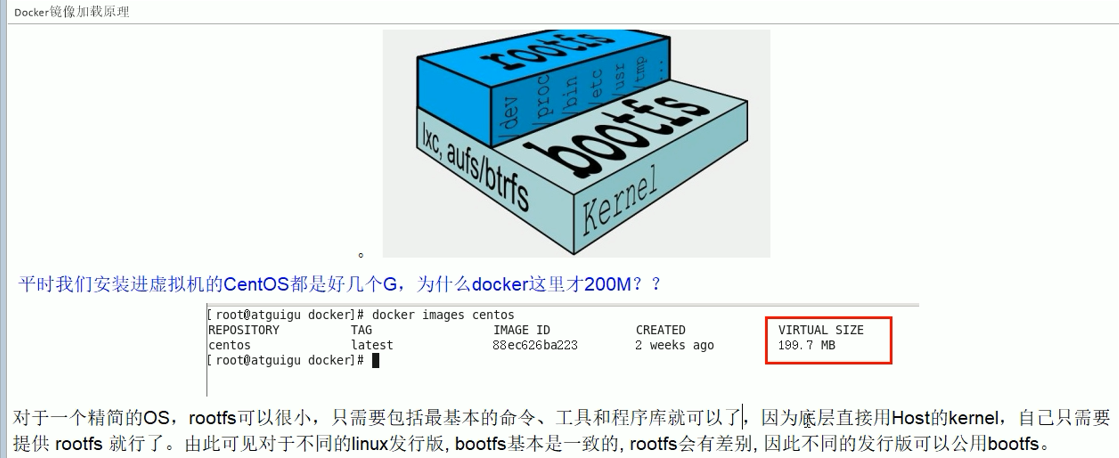 Docker镜像加载原理
rootfs
/dev
/proc
/bin
/etc
/usr
/tmp
...
bootfs
lxc, aufs/btrfs
Kernel
。
平时我们安装进虚拟机的CentOS都是好几个G，为什么docker这里才200M？？
[root@atguigu docker]# docker images centos
REPOSITORY TAG IMAGE ID CREATED VIRTUAL SIZE
centos latest 88ec626ba223 2 weeks ago 199.7 MB
[root@atguigu docker]#
对于一个精简的OS，rootfs可以很小，只需要包括最基本的命令、工具和程序库就可以了，因为底层直接用Host的kernel，自己只需要
提供 rootfs 就行了。由此可见对于不同的linux发行版, bootfs基本是一致的, rootfs会有差别, 因此不同的发行版可以公用bootfs。